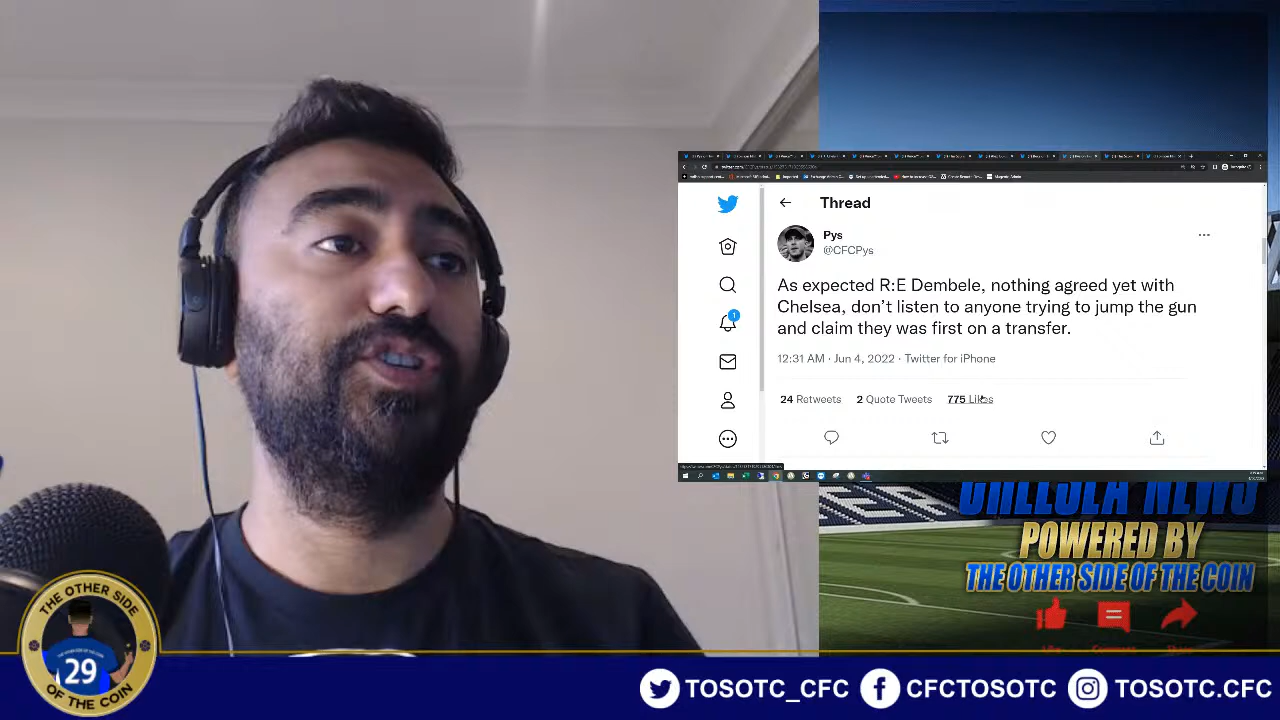 Thread
Pys
@CFCPys
As expected R:E Dembele, nothing agreed yet with
Chelsea, don't listen to anyone trying to jump the gun
and claim they was first on a transfer.
12:31 AM · Jun 4, 2022 · Twitter for iPhone
24 Retweets 2 Quote Tweets 775 Likes
1
CHELSEA NEWS
POWERED BY
THE OTHER SIDE OF THE COIN
THE OTHER SIDE
29
OF THE COIN
TOSOTC_CFC
CFCTOSOTC
TOSOTC.CFC